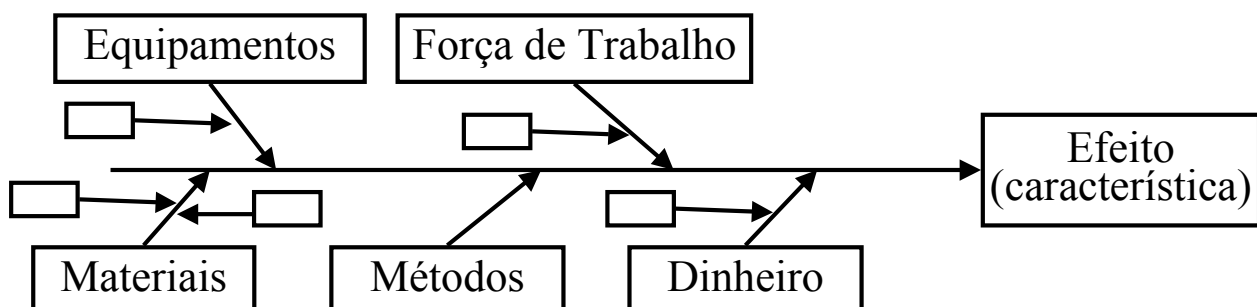 Equipamentos
Força de Trabalho
Efeito
(característica)
Materiais
Métodos
Dinheiro